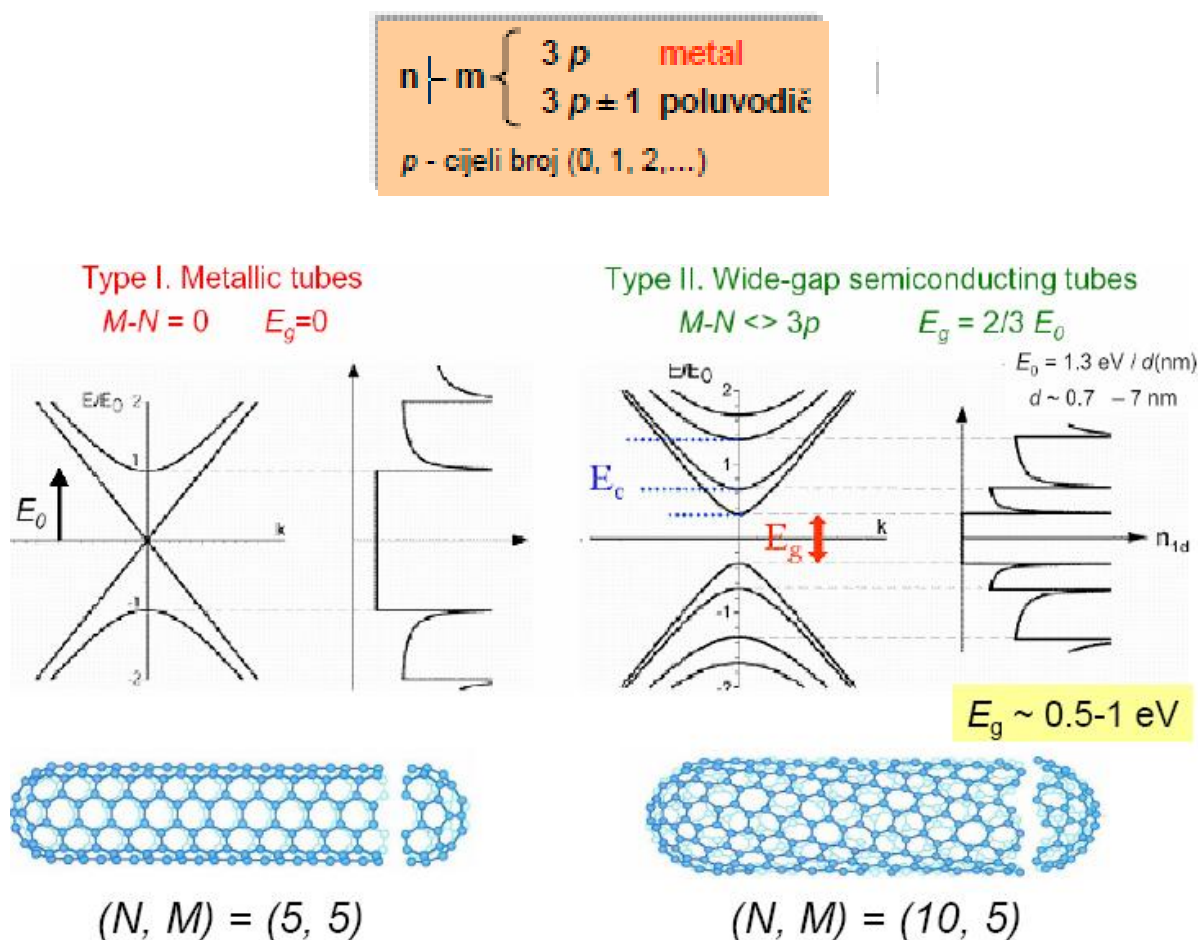 n - m { 3 p metal
3 p ± 1 poluvodič
p - cijeli broj (0, 1, 2,...)
Type I. Metallic tubes
M-N = 0 E_g=0
Type II. Wide-gap semiconducting tubes
M-N <> 3p E_g = 2/3 E_0
E_0 = 1.3 eV / d(nm)
d ~ 0.7 – 7 nm
E/E_0 2
1
E_0
k
-1
-2
E/E_0
2
1
E_c
E_g
k
n_1d
-1
-2
E_g ~ 0.5-1 eV
(N, M) = (5, 5)
(N, M) = (10, 5)